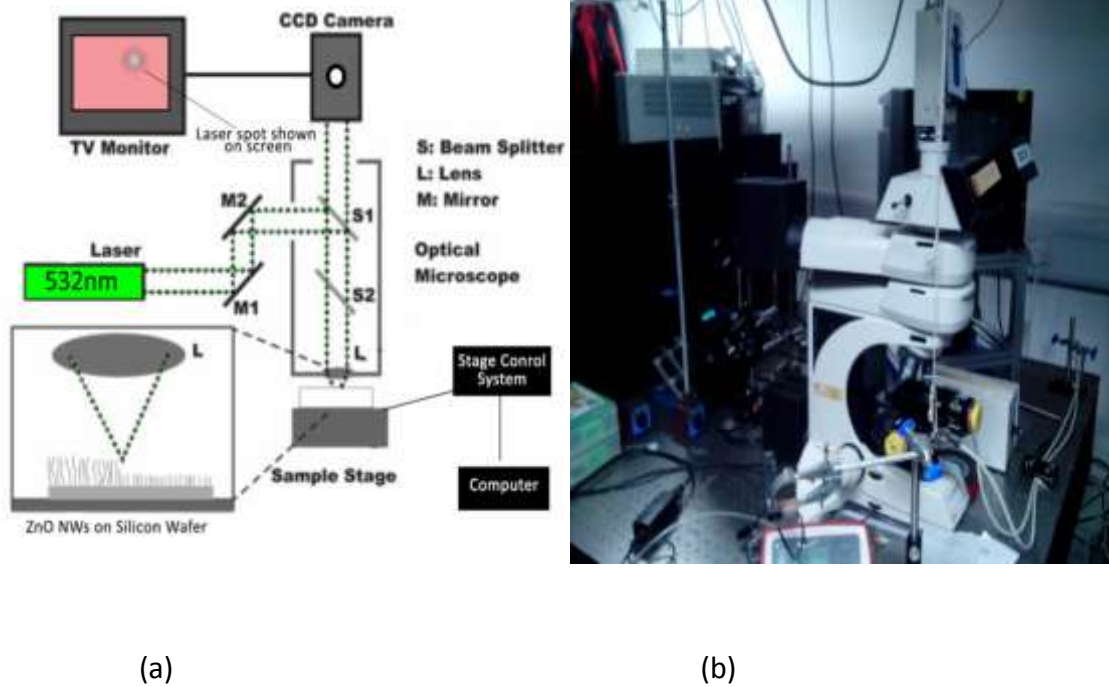 CCD Camera
TV Monitor
Laser spot shown
on screen
S: Beam Splitter
L: Lens
M: Mirror
Optical
Microscope
M2
S1
Laser
532nm
M1
S2
L
L
Stage Conrol
System
Sample Stage
Computer
ZnO NWs on Silicon Wafer
(a)
(b)